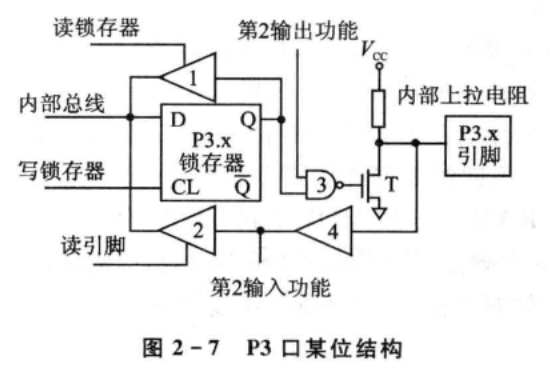 读锁存器
第2输出功能
VCC
1
内部总线
内部上拉电阻
D
Q
P3.x
锁存器
P3.x
引脚
写锁存器
CL
Q̅
3
T
2
4
读引脚
第2输入功能
图 2-7 P3 口某位结构